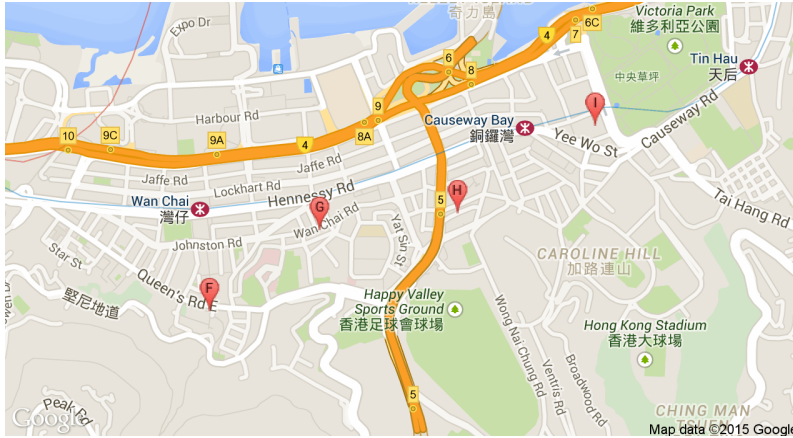 Victoria Park
維多利亞公園
奇力島
Expo Dr
4
6C
7
Tin Hau
天后
中央草坪
6
8
Harbour Rd
9
8A
Causeway Bay
銅鑼灣
I
Causeway Rd
Yee Wo St
10
9C
9A
4
Jaffe Rd
Jaffe Rd
Lockhart Rd
Hennessy Rd
Wan Chai
灣仔
H
G
5
Wan Chai Rd
Yat Sin St
Tai Hang Rd
Johnston Rd
Star St
Queen's Rd E
堅尼地道
F
CAROLINE HILL
加路連山
Happy Valley
Sports Ground
香港足球會球場
Wong Nai Chung Rd
Ventris Rd
Broadwood Rd
Hong Kong Stadium
香港大球場
5
Peak Rd
Google
CHING MAN
Map data ©2015 Google